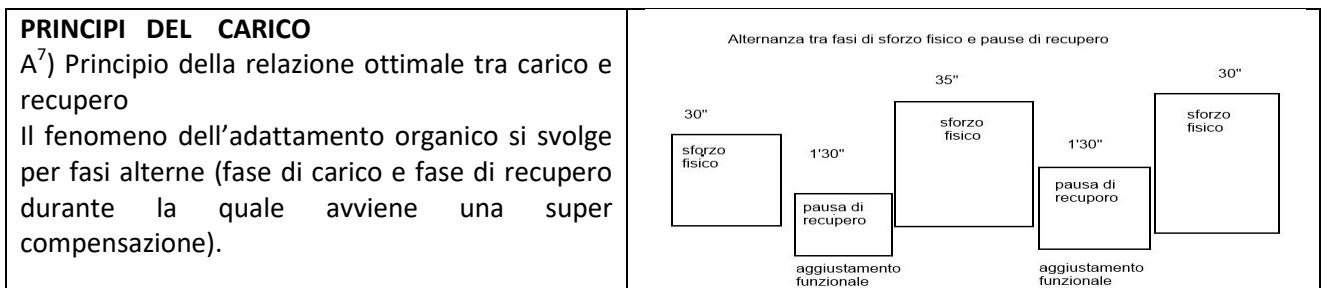 PRINCIPI DEL CARICO
A⁷) Principio della relazione ottimale tra carico e
recupero
Il fenomeno dell’adattamento organico si svolge
per fasi alterne (fase di carico e fase di recupero
durante la quale avviene una super
compensazione).
Alternanza tra fasi di sforzo fisico e pause di recupero
30"
sforzo
fisico
1'30"
pausa di
recupero
aggiustamento
funzionale
35"
sforzo
fisico
1'30"
pausa di
recuporo
aggiustamento
funzionale
30"
sforzo
fisico